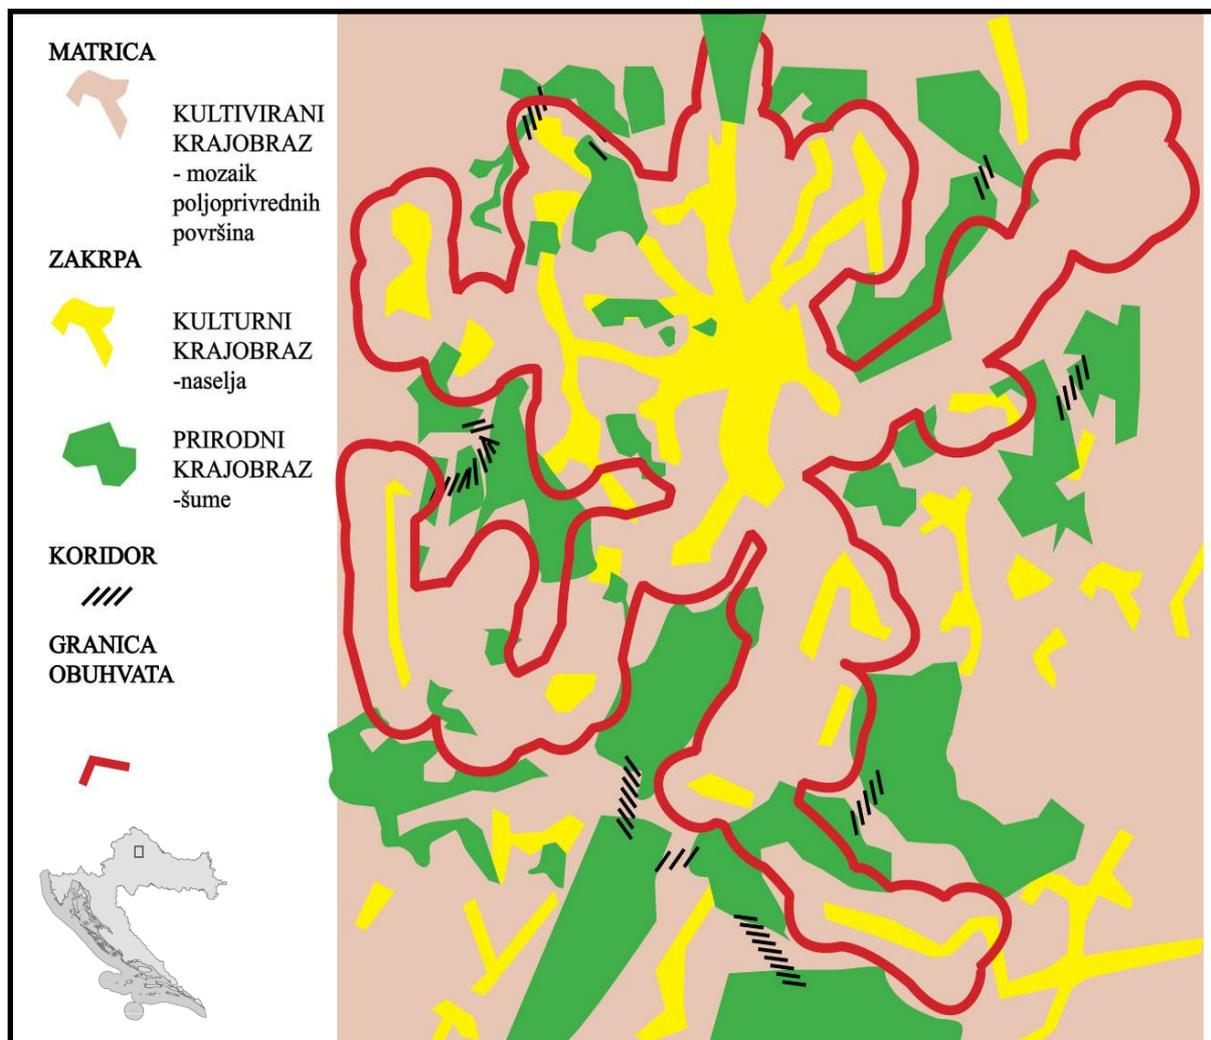 MATRICA
KULTIVIRANI
KRAJOBRAZ
- mozaik
poljoprivrednih
površina
ZAKRPA
KULTURNI
KRAJOBRAZ
-naselja
PRIRODNI
KRAJOBRAZ
-šume
KORIDOR
GRANICA
OBUHVATA